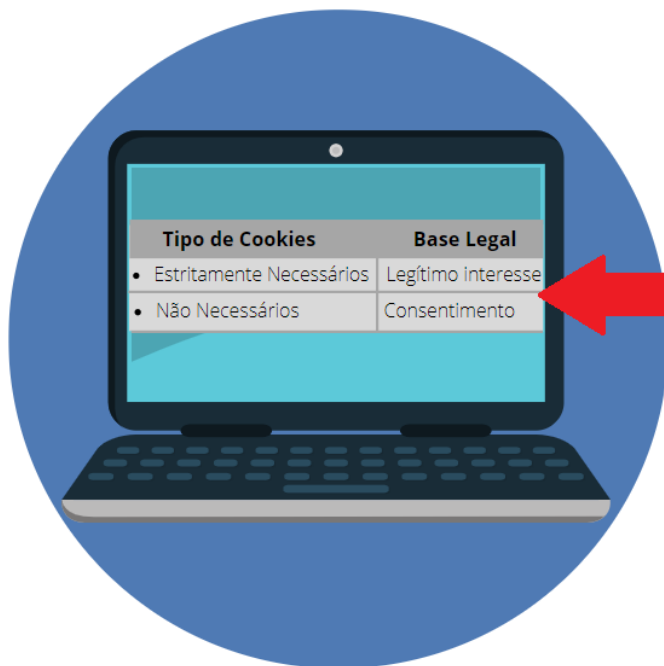 Tipo de Cookies Base Legal
• Estritamente Necessários Legítimo interesse
• Não Necessários Consentimento